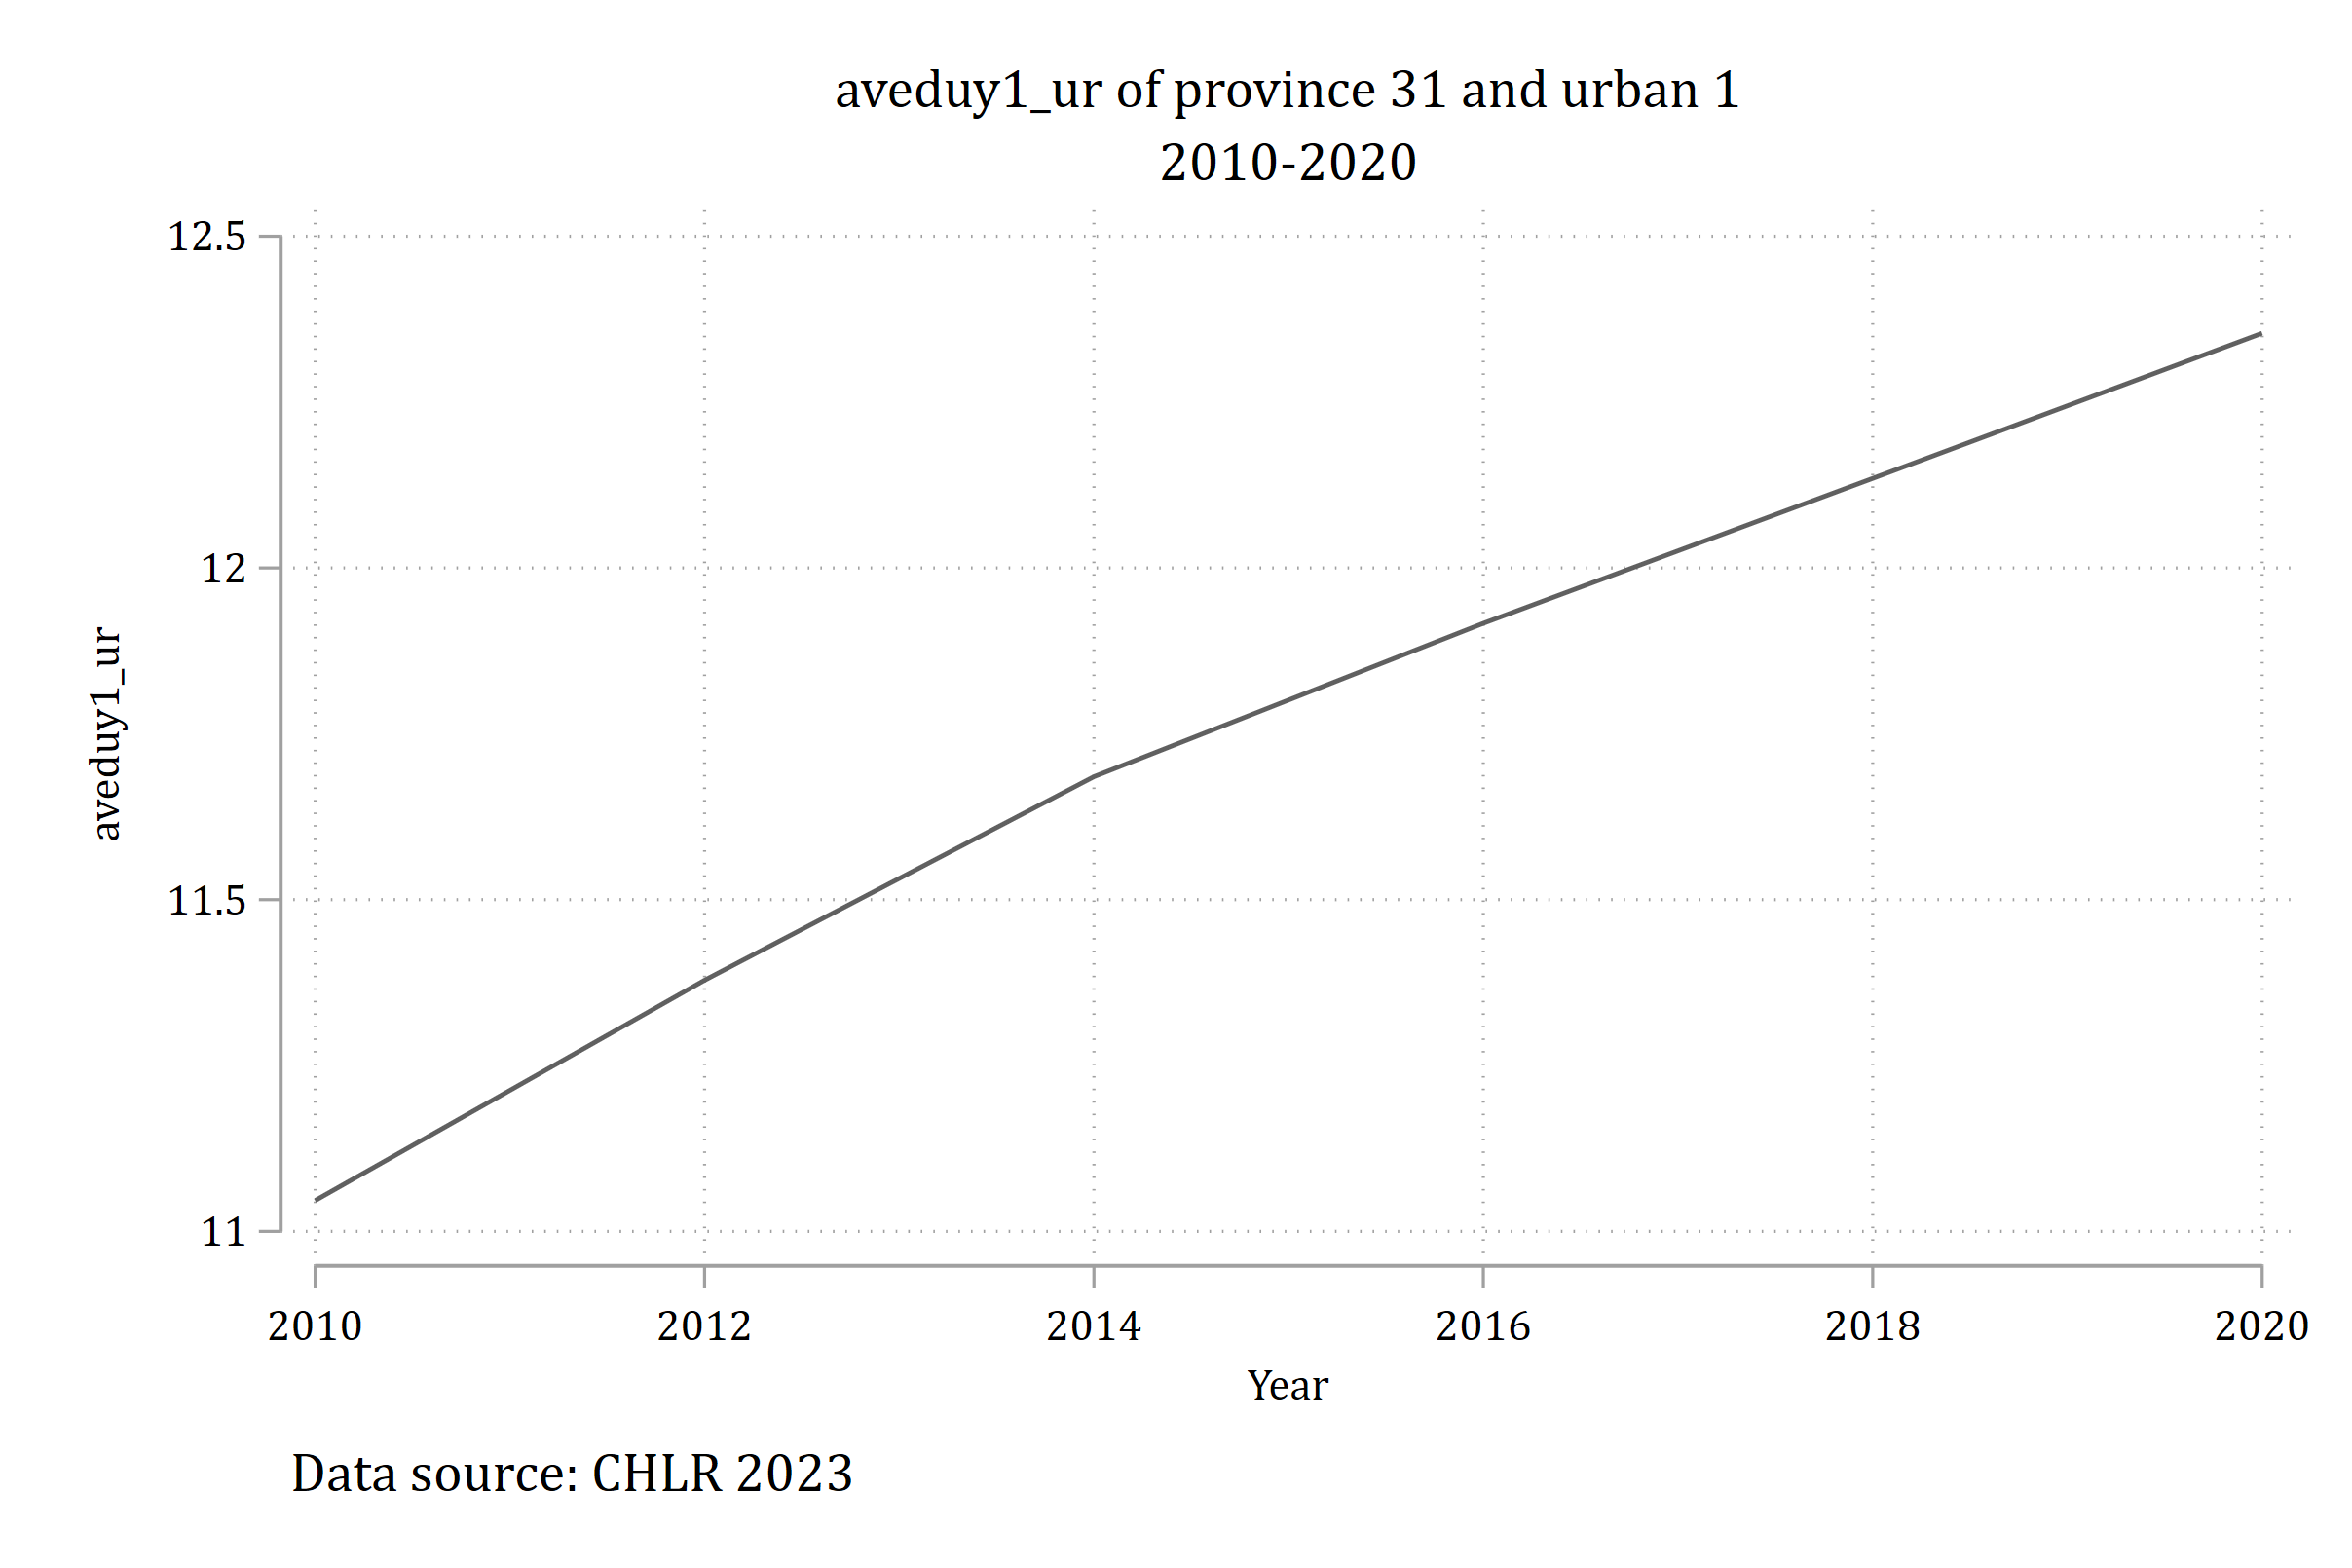 aveduy1_ur of province 31 and urban 1
2010-2020
12.5
12
11.5
11
aveduy1_ur
2010 2012 2014 2016 2018 2020
Year
Data source: CHLR 2023